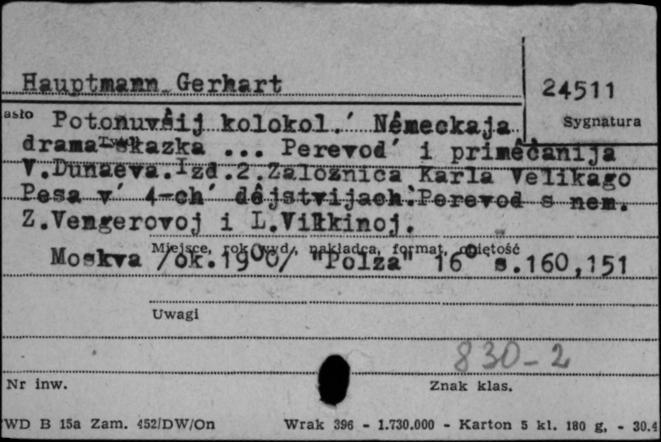 Hauptmann Gerhart
24511
asło
Potonuvšij kolokol.′ Německaja
Sygnatura
drama-skazka ... Perevod′ i priměčanija
V.Dunaeva.Izd.2.Založnica Karla Velikago
Pesa v′ 4-ch′ dějstvijach.Perevod s nem.
Z.Vengerovoj i L.Viłkinoj.
Miejsce, rok wyd., nakładca, format, objętość
Moskva /ok.1900/ "Polza" 16° s.160,151
Uwagi
830-2
Nr inw.
Znak klas.
WD B 15a Zam. 452/DW/On Wrak 396 - 1.730.000 - Karton 5 kl. 180 g, - 30.4